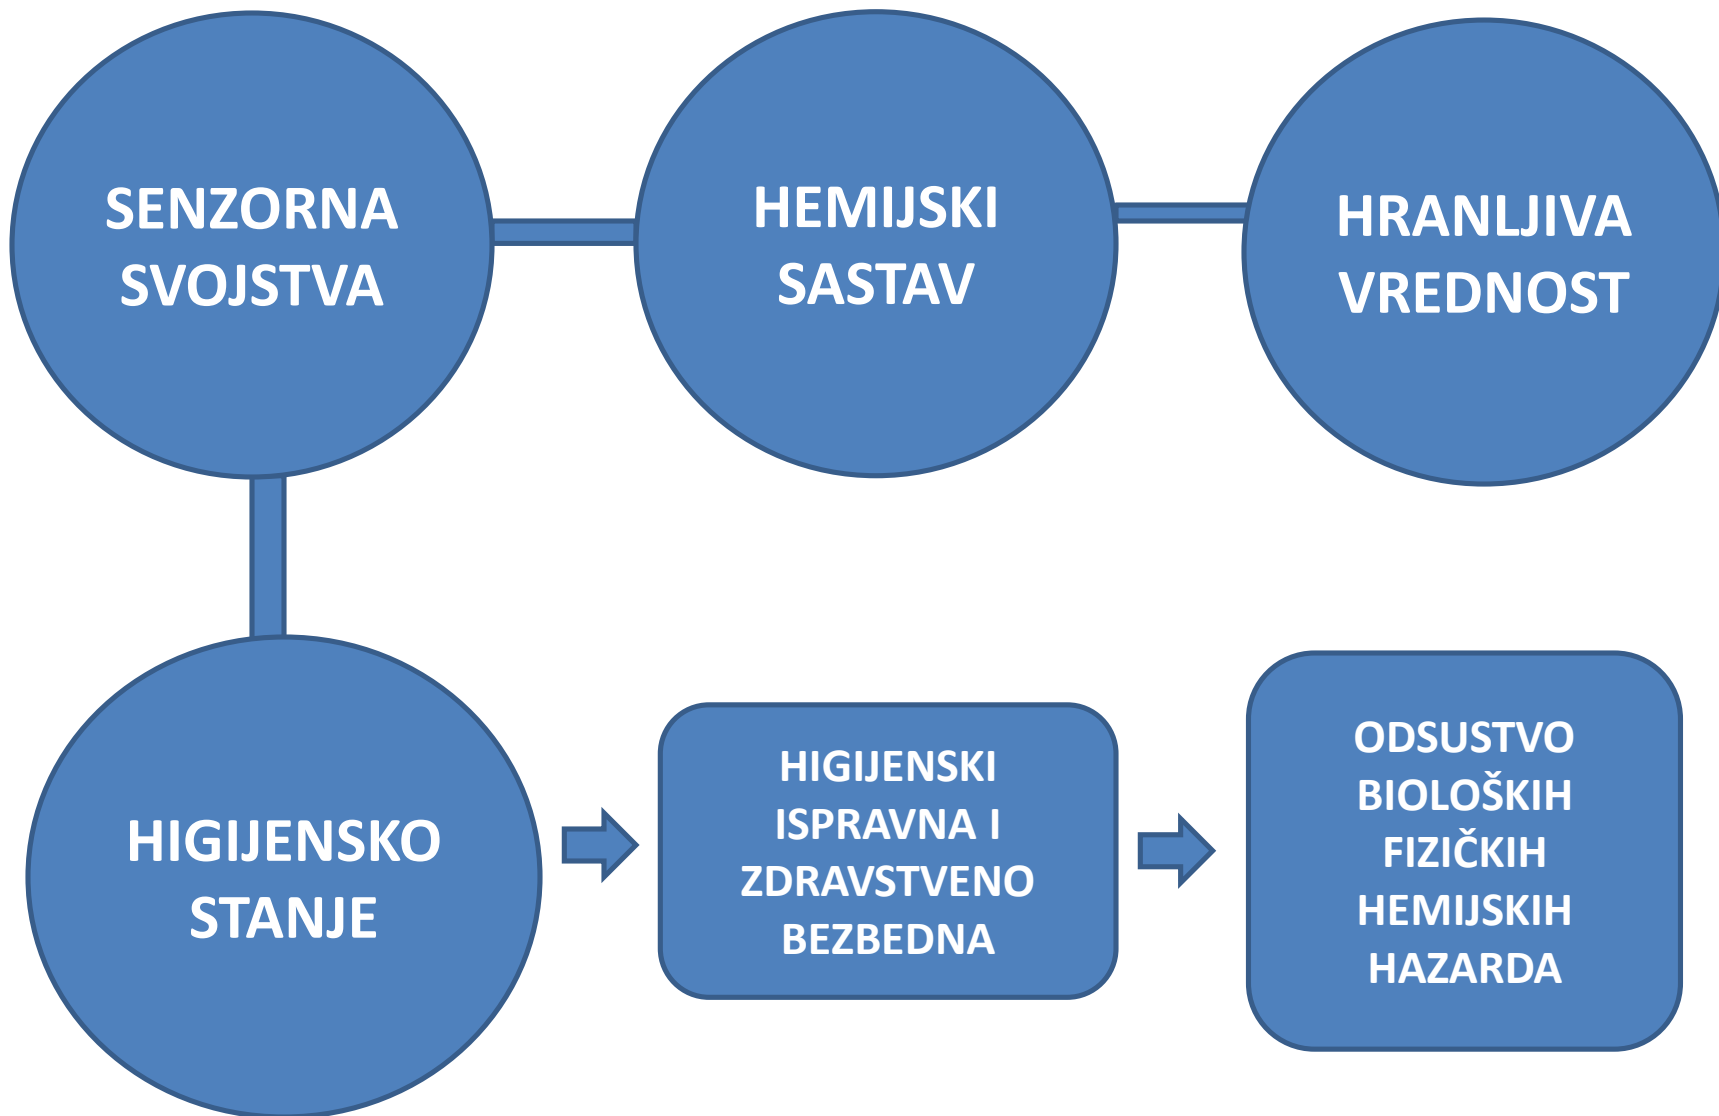 SENZORNA
SVOJSTVA
HEMIJSKI
SASTAV
HRANLJIVA
VREDNOST
HIGIJENSKO
STANJE
HIGIJENSKI
ISPRAVNA I
ZDRAVSTVENO
BEZBEDNA
ODSUSTVO
BIOLOŠKIH
FIZIČKIH
HEMIJSKIH
HAZARDA